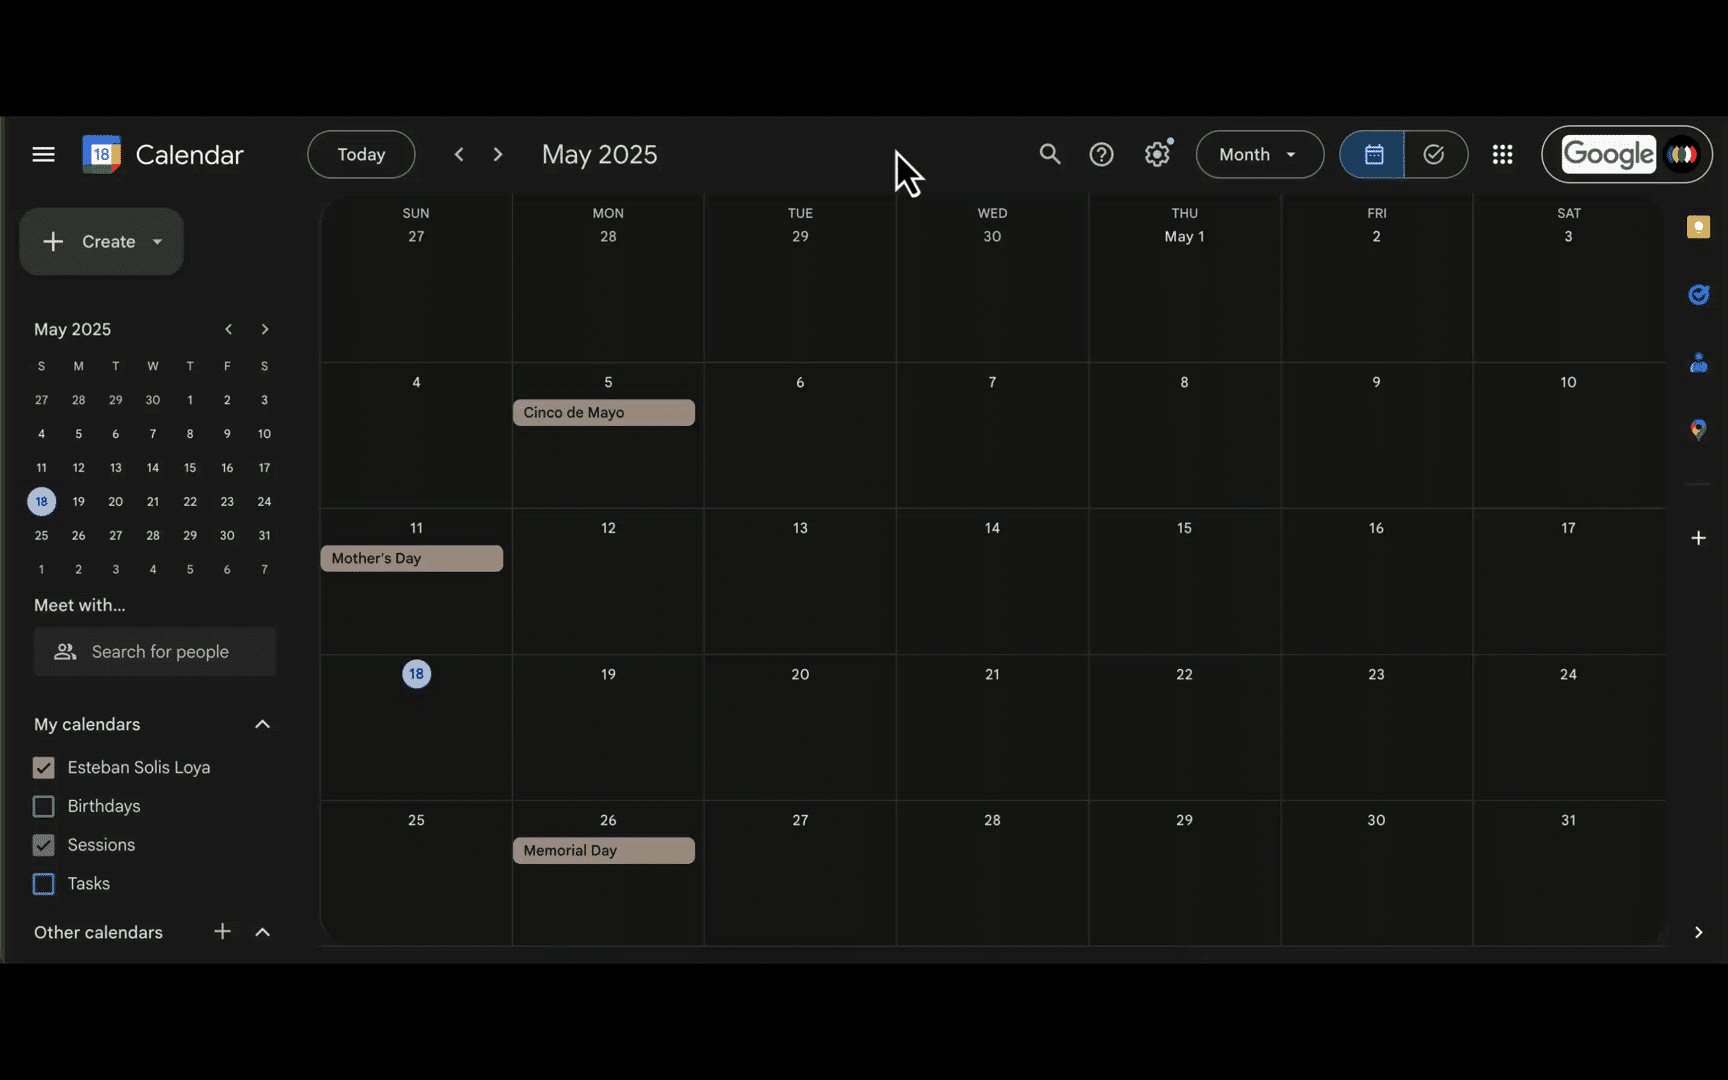 18 Calendar Today May 2025 Month Google
Create
May 2025
S M T W T F S
27 28 29 30 1 2 3
4 5 6 7 8 9 10
11 12 13 14 15 16 17
18 19 20 21 22 23 24
25 26 27 28 29 30 31
1 2 3 4 5 6 7
Meet with...
Search for people
My calendars
Esteban Solis Loya
Birthdays
Sessions
Tasks
Other calendars
SUN MON TUE WED THU FRI SAT
27 28 29 30 May 1 2 3
4 5 6 7 8 9 10
Cinco de Mayo
11 12 13 14 15 16 17
Mother's Day
18 19 20 21 22 23 24
25 26 27 28 29 30 31
Memorial Day